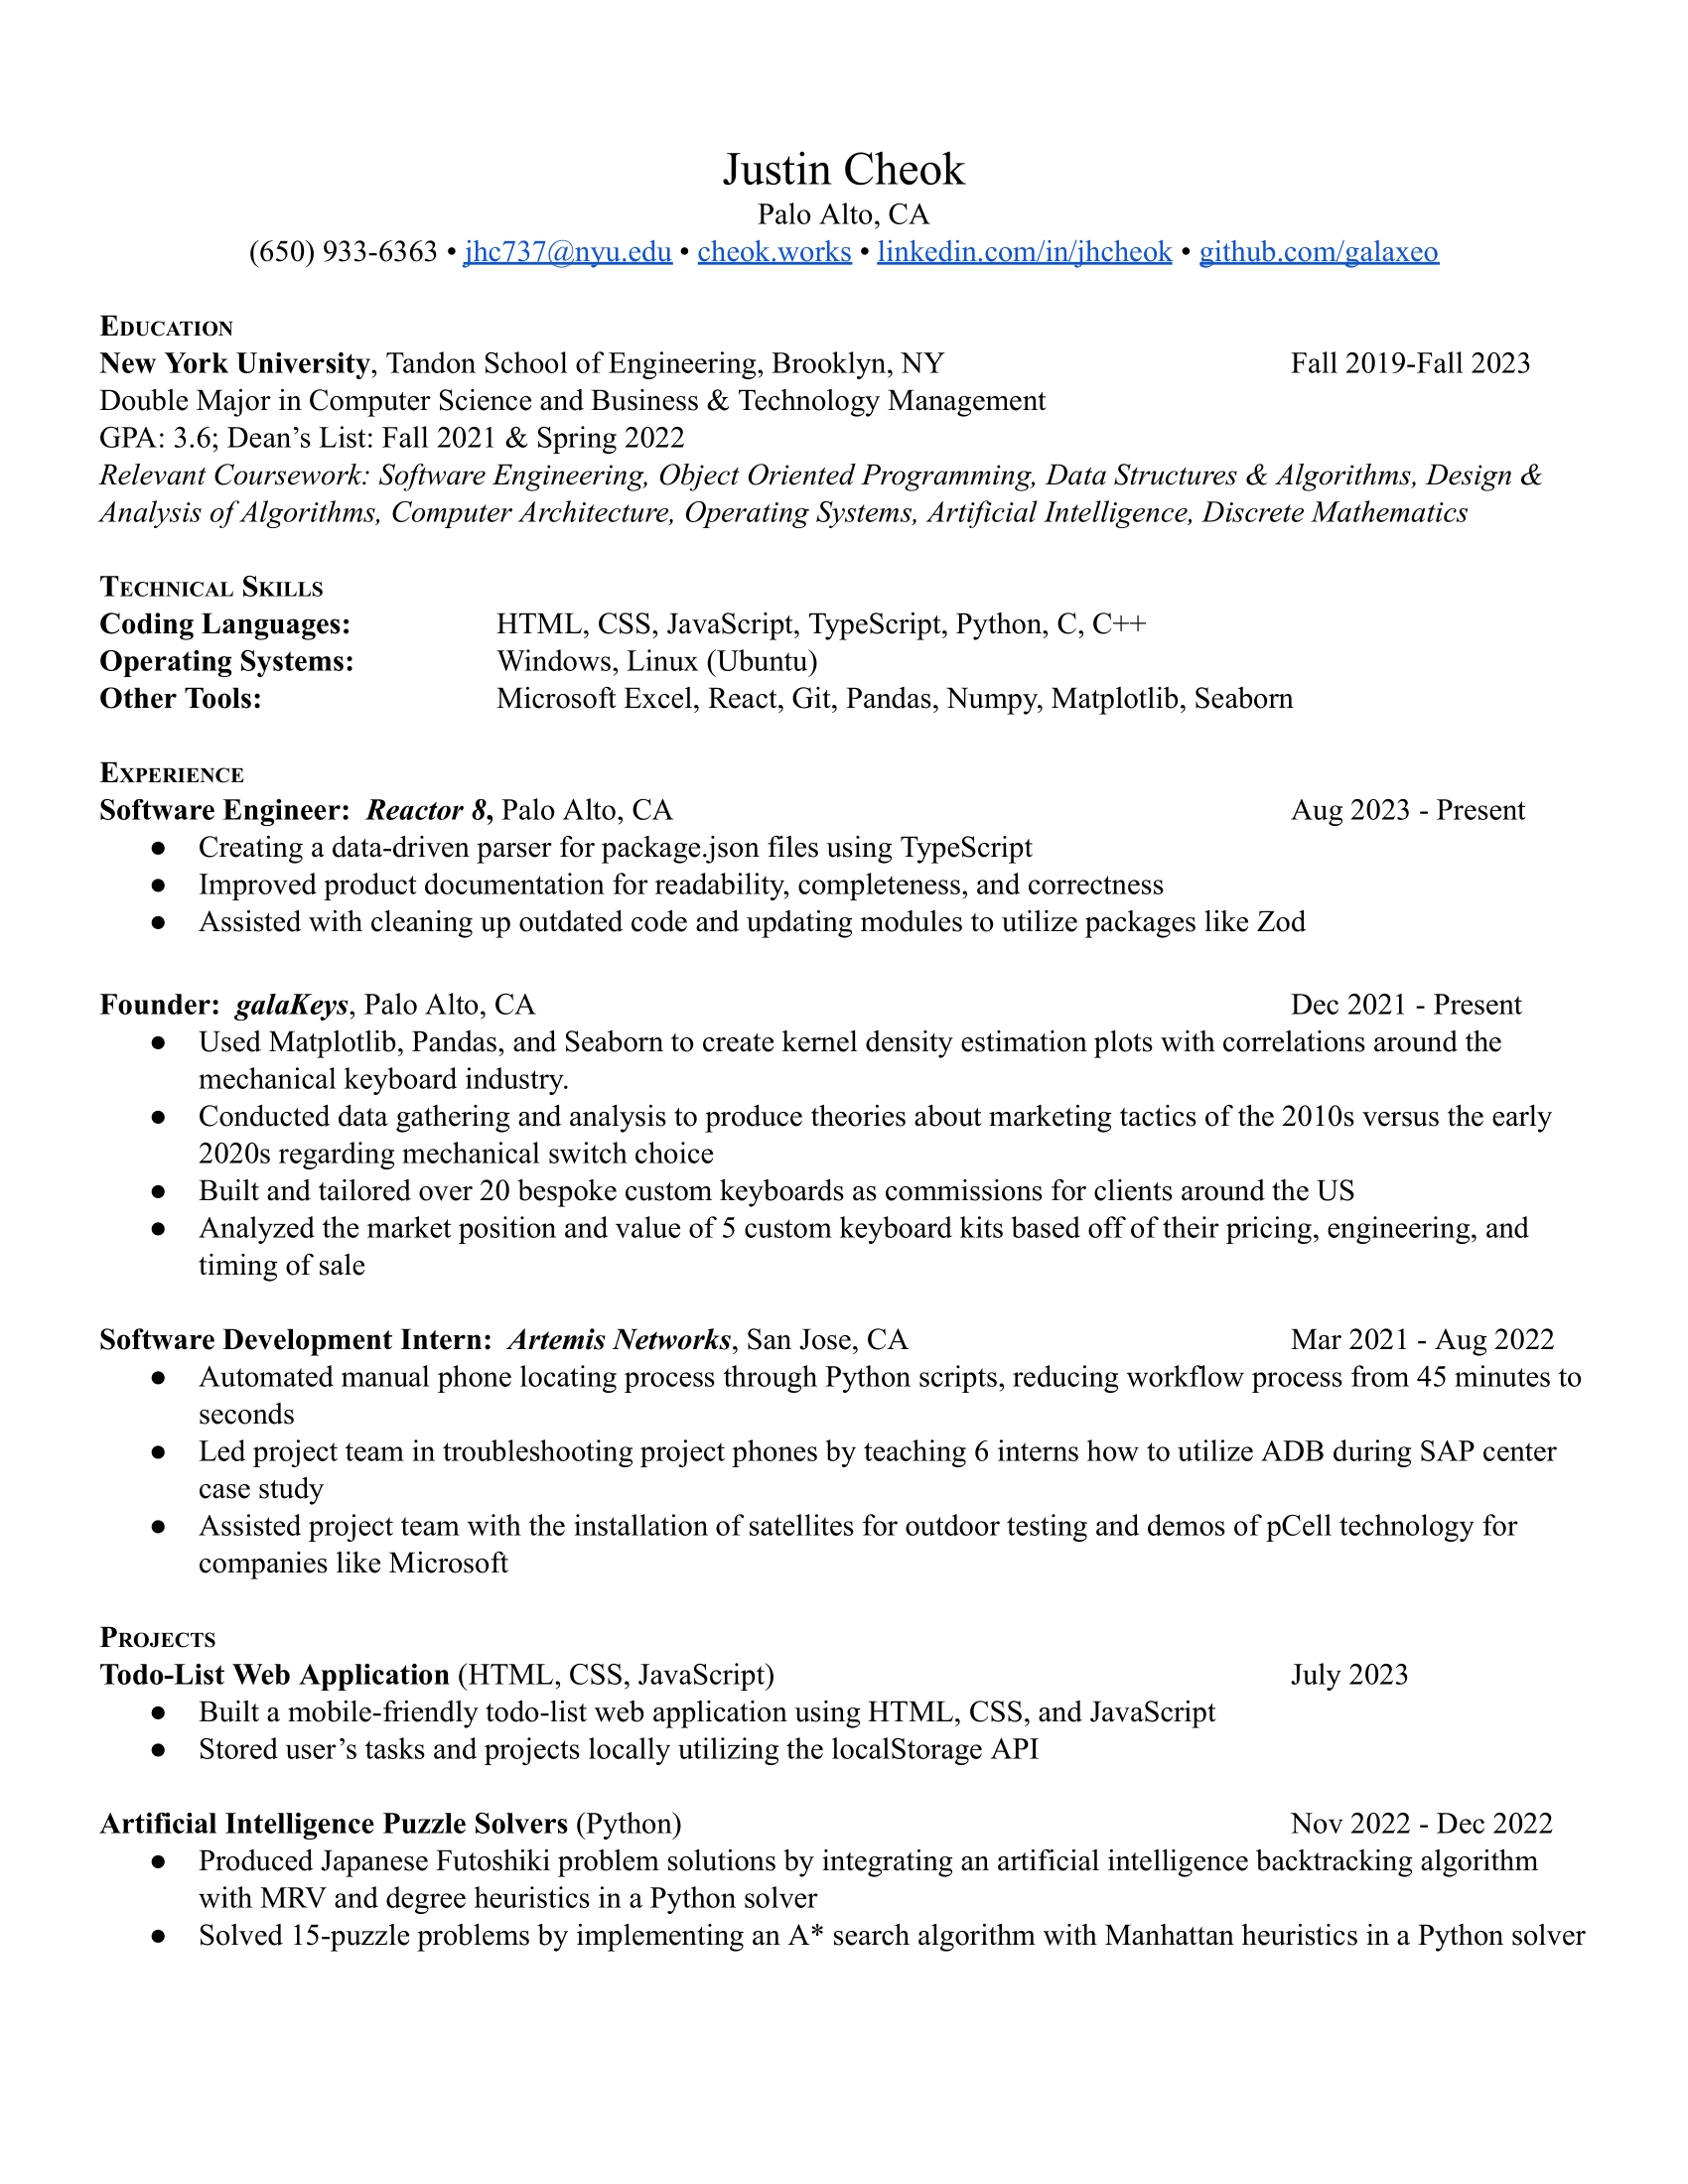 Justin Cheok
Palo Alto, CA
(650) 933-6363 • jhc737@nyu.edu • cheok.works • linkedin.com/in/jhcheok • github.com/galaxeo
Education
New York University, Tandon School of Engineering, Brooklyn, NY Fall 2019-Fall 2023
Double Major in Computer Science and Business & Technology Management
GPA: 3.6; Dean’s List: Fall 2021 & Spring 2022
Relevant Coursework: Software Engineering, Object Oriented Programming, Data Structures & Algorithms, Design &
Analysis of Algorithms, Computer Architecture, Operating Systems, Artificial Intelligence, Discrete Mathematics
Technical Skills
Coding Languages: HTML, CSS, JavaScript, TypeScript, Python, C, C++
Operating Systems: Windows, Linux (Ubuntu)
Other Tools: Microsoft Excel, React, Git, Pandas, Numpy, Matplotlib, Seaborn
Experience
Software Engineer: Reactor 8, Palo Alto, CA Aug 2023 - Present
● Creating a data-driven parser for package.json files using TypeScript
● Improved product documentation for readability, completeness, and correctness
● Assisted with cleaning up outdated code and updating modules to utilize packages like Zod
Founder: galaKeys, Palo Alto, CA Dec 2021 - Present
● Used Matplotlib, Pandas, and Seaborn to create kernel density estimation plots with correlations around the
mechanical keyboard industry.
● Conducted data gathering and analysis to produce theories about marketing tactics of the 2010s versus the early
2020s regarding mechanical switch choice
● Built and tailored over 20 bespoke custom keyboards as commissions for clients around the US
● Analyzed the market position and value of 5 custom keyboard kits based off of their pricing, engineering, and
timing of sale
Software Development Intern: Artemis Networks, San Jose, CA Mar 2021 - Aug 2022
● Automated manual phone locating process through Python scripts, reducing workflow process from 45 minutes to
seconds
● Led project team in troubleshooting project phones by teaching 6 interns how to utilize ADB during SAP center
case study
● Assisted project team with the installation of satellites for outdoor testing and demos of pCell technology for
companies like Microsoft
Projects
Todo-List Web Application (HTML, CSS, JavaScript) July 2023
● Built a mobile-friendly todo-list web application using HTML, CSS, and JavaScript
● Stored user’s tasks and projects locally utilizing the localStorage API
Artificial Intelligence Puzzle Solvers (Python) Nov 2022 - Dec 2022
● Produced Japanese Futoshiki problem solutions by integrating an artificial intelligence backtracking algorithm
with MRV and degree heuristics in a Python solver
● Solved 15-puzzle problems by implementing an A* search algorithm with Manhattan heuristics in a Python solver